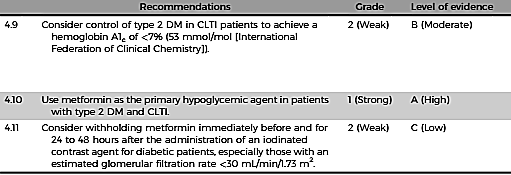 Recommendations Grade Level of evidence
4.9 Consider control of type 2 DM in CLTI patients to achieve a 2 (Weak) B (Moderate)
hemoglobin A1c of <7% (53 mmol/mol [International
Federation of Clinical Chemistry]).
4.10 Use metformin as the primary hypoglycemic agent in patients 1 (Strong) A (High)
with type 2 DM and CLTI.
4.11 Consider withholding metformin immediately before and for 2 (Weak) C (Low)
24 to 48 hours after the administration of an iodinated
contrast agent for diabetic patients, especially those with an
estimated glomerular filtration rate <30 mL/min/1.73 m².